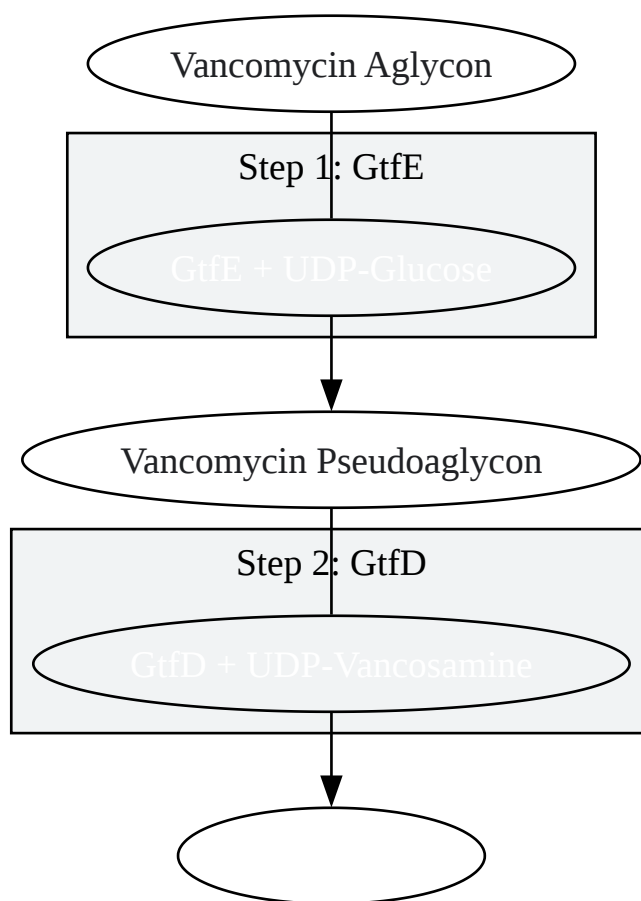 Vancomycin Aglycon
Step 1: GtfE
GtfE + UDP-Glucose
Vancomycin Pseudoaglycon
Step 2: GtfD
GtfD + UDP-Vancosamine